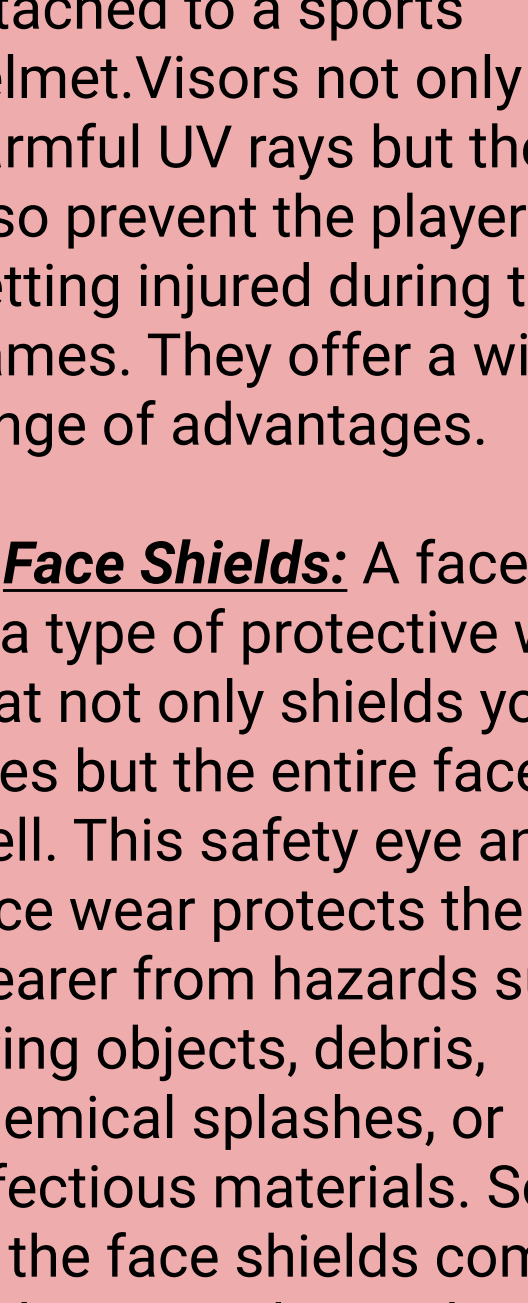 tached to a sports
elmet.Visors not only
armful UV rays but the
so prevent the player
etting injured during t
ames. They offer a wi
nge of advantages.
Face Shields: A face
a type of protective w
at not only shields yo
es but the entire face
ell. This safety eye an
ce wear protects the
earer from hazards su
ing objects, debris,
emical splashes, or
fectious materials. So
the face shields com